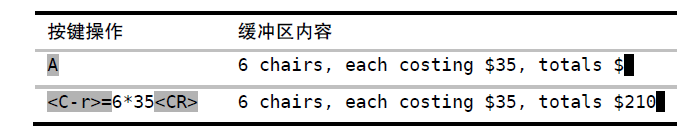 按键操作 缓冲区内容
A 6 chairs, each costing $35, totals $
<C-r>=6*35<CR> 6 chairs, each costing $35, totals $210